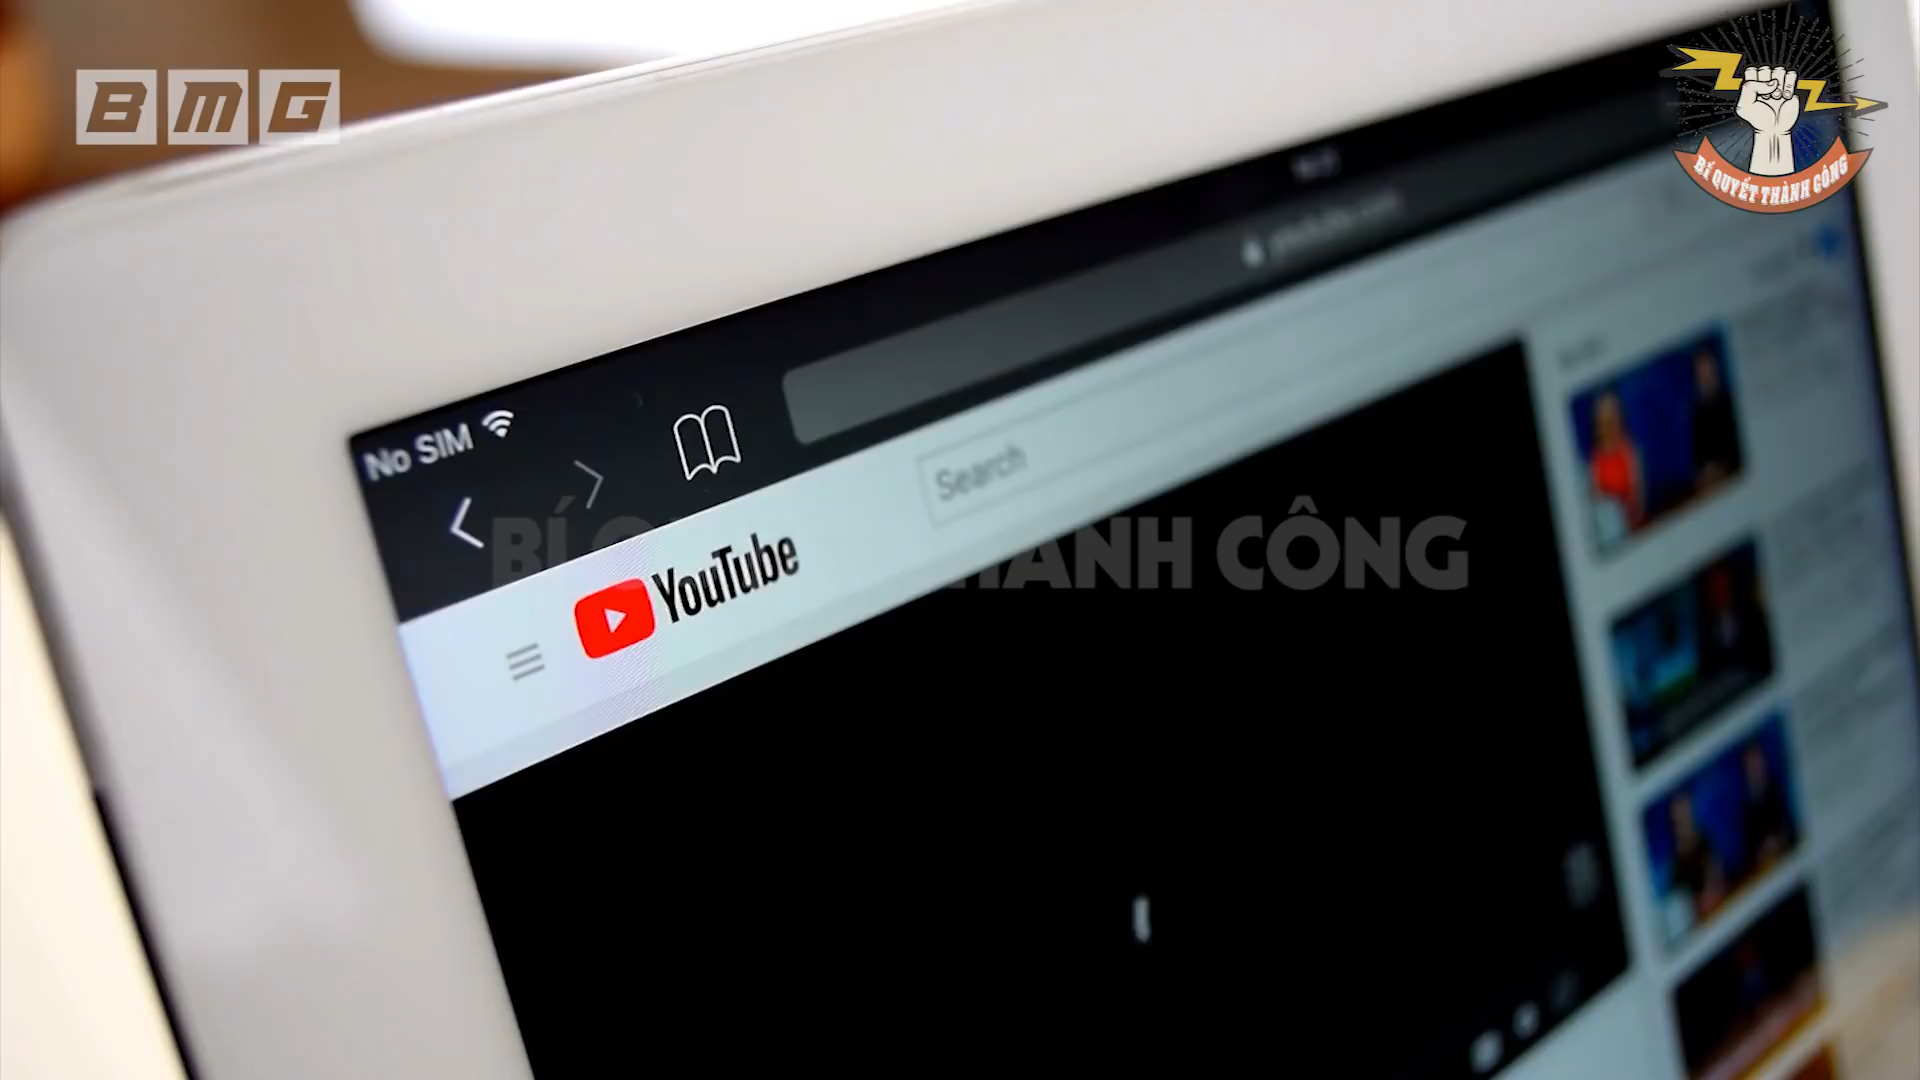 BMG
BÍ QUYẾT THÀNH CÔNG
No SIM
Search
YouTube
THÀNH CÔNG